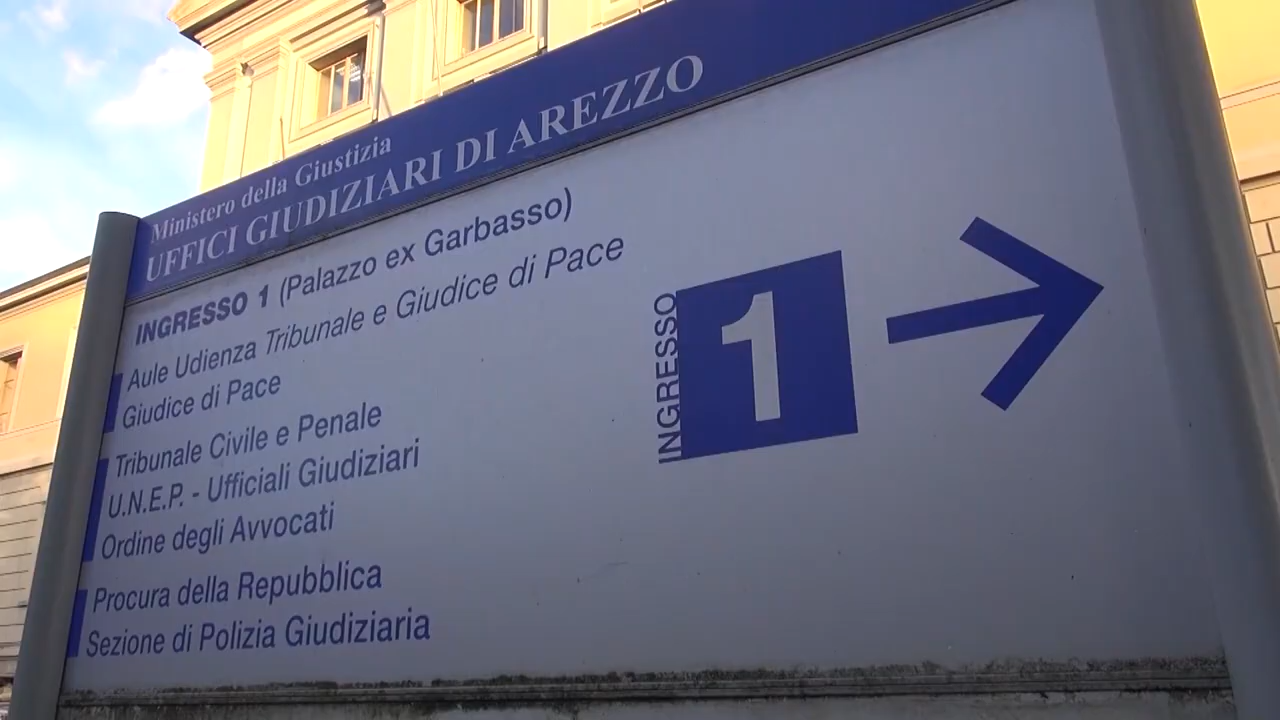 Ministero della Giustizia
UFFICI GIUDIZIARI DI AREZZO
INGRESSO 1 (Palazzo ex Garbasso)
Aule Udienza Tribunale e Giudice di Pace
Giudice di Pace
Tribunale Civile e Penale
U.N.E.P. - Ufficiali Giudiziari
Ordine degli Avvocati
Procura della Repubblica
Sezione di Polizia Giudiziaria
INGRESSO
1